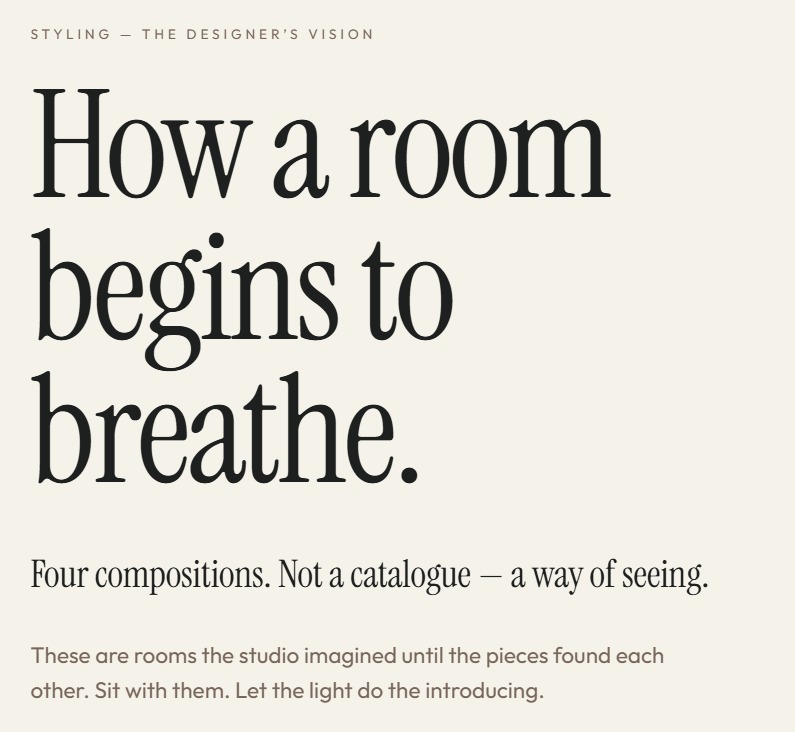 STYLING — THE DESIGNER’S VISION
How a room
begins to
breathe.
Four compositions. Not a catalogue — a way of seeing.
These are rooms the studio imagined until the pieces found each
other. Sit with them. Let the light do the introducing.